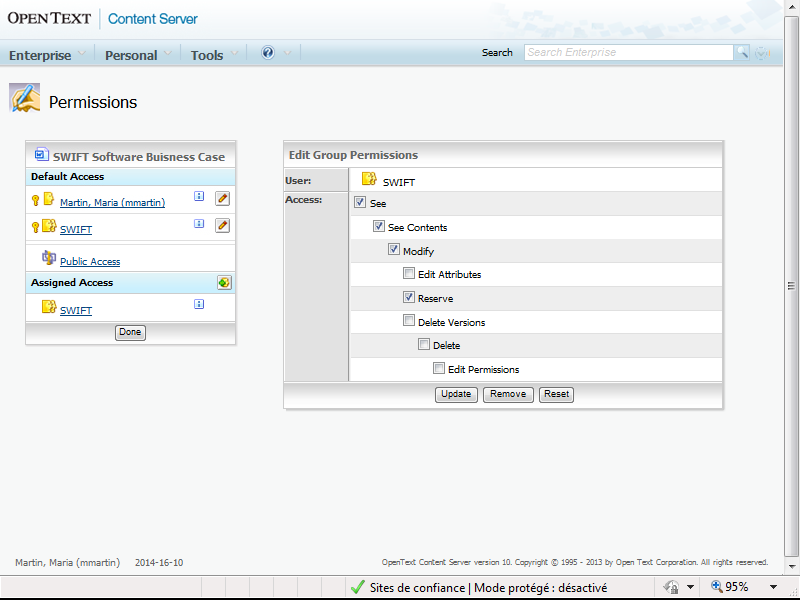 OPEN TEXT Content Server
Enterprise Personal Tools Search Search Enterprise
Permissions
SWIFT Software Buisness Case
Default Access
Martin, Maria (mmartin)
SWIFT
Public Access
Assigned Access
SWIFT
Done
Edit Group Permissions
User: SWIFT
Access: See
See Contents
Modify
Edit Attributes
Reserve
Delete Versions
Delete
Edit Permissions
Update Remove Reset
Martin, Maria (mmartin) 2014-16-10 OpenText Content Server version 10. Copyright © 1995 - 2013 by Open Text Corporation. All rights reserved.
Sites de confiance | Mode protégé : désactivé 95%